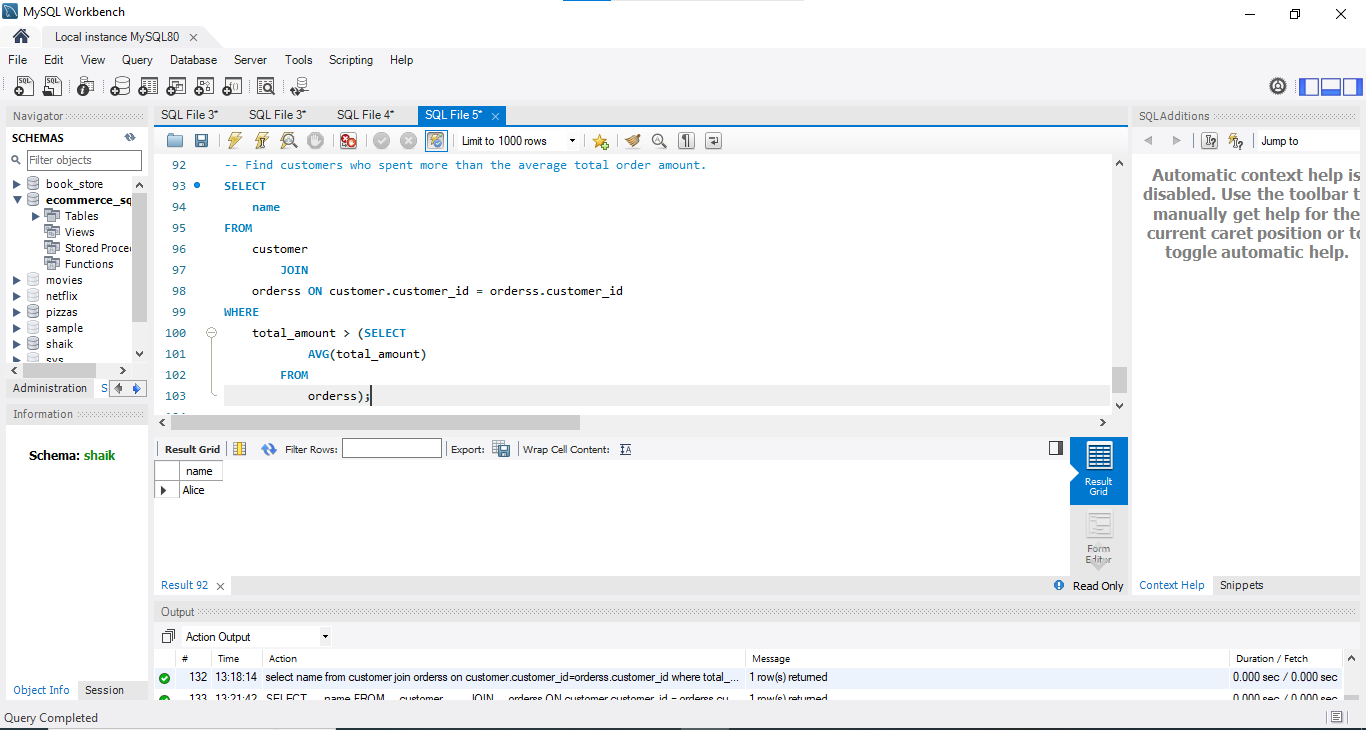 MySQL Workbench
Local instance MySQL80
File Edit View Query Database Server Tools Scripting Help
Navigator
SCHEMAS
Filter objects
book_store
ecommerce_sq
Tables
Views
Stored Proce
Functions
movies
netflix
pizzas
sample
shaik
sys
Administration S
Information
Schema: shaik
Object Info Session
SQL File 3* SQL File 3* SQL File 4* SQL File 5*
Limit to 1000 rows
92 -- Find customers who spent more than the average total order amount.
93 SELECT
94 name
95 FROM
96 customer
97 JOIN
98 orderss ON customer.customer_id = orderss.customer_id
99 WHERE
100 total_amount > (SELECT
101 AVG(total_amount)
102 FROM
103 orderss);
Result Grid Filter Rows: Export: Wrap Cell Content:
name
Alice
Result Grid
Form Editor
Result 92
Read Only
Output
Action Output
# Time Action Message Duration / Fetch
132 13:18:14 select name from customer join orderss on customer.customer_id=orderss.customer_id where total_... 1 row(s) returned 0.000 sec / 0.000 sec
133 13:21:42 SELECT name FROM customer JOIN orderss ON customer.customer_id = orderss.cu... 1 row(s) returned 0.000 sec / 0.000 sec
SQLAdditions
Jump to
Automatic context help is
disabled. Use the toolbar t
manually get help for the
current caret position or to
toggle automatic help.
Context Help Snippets
Query Completed